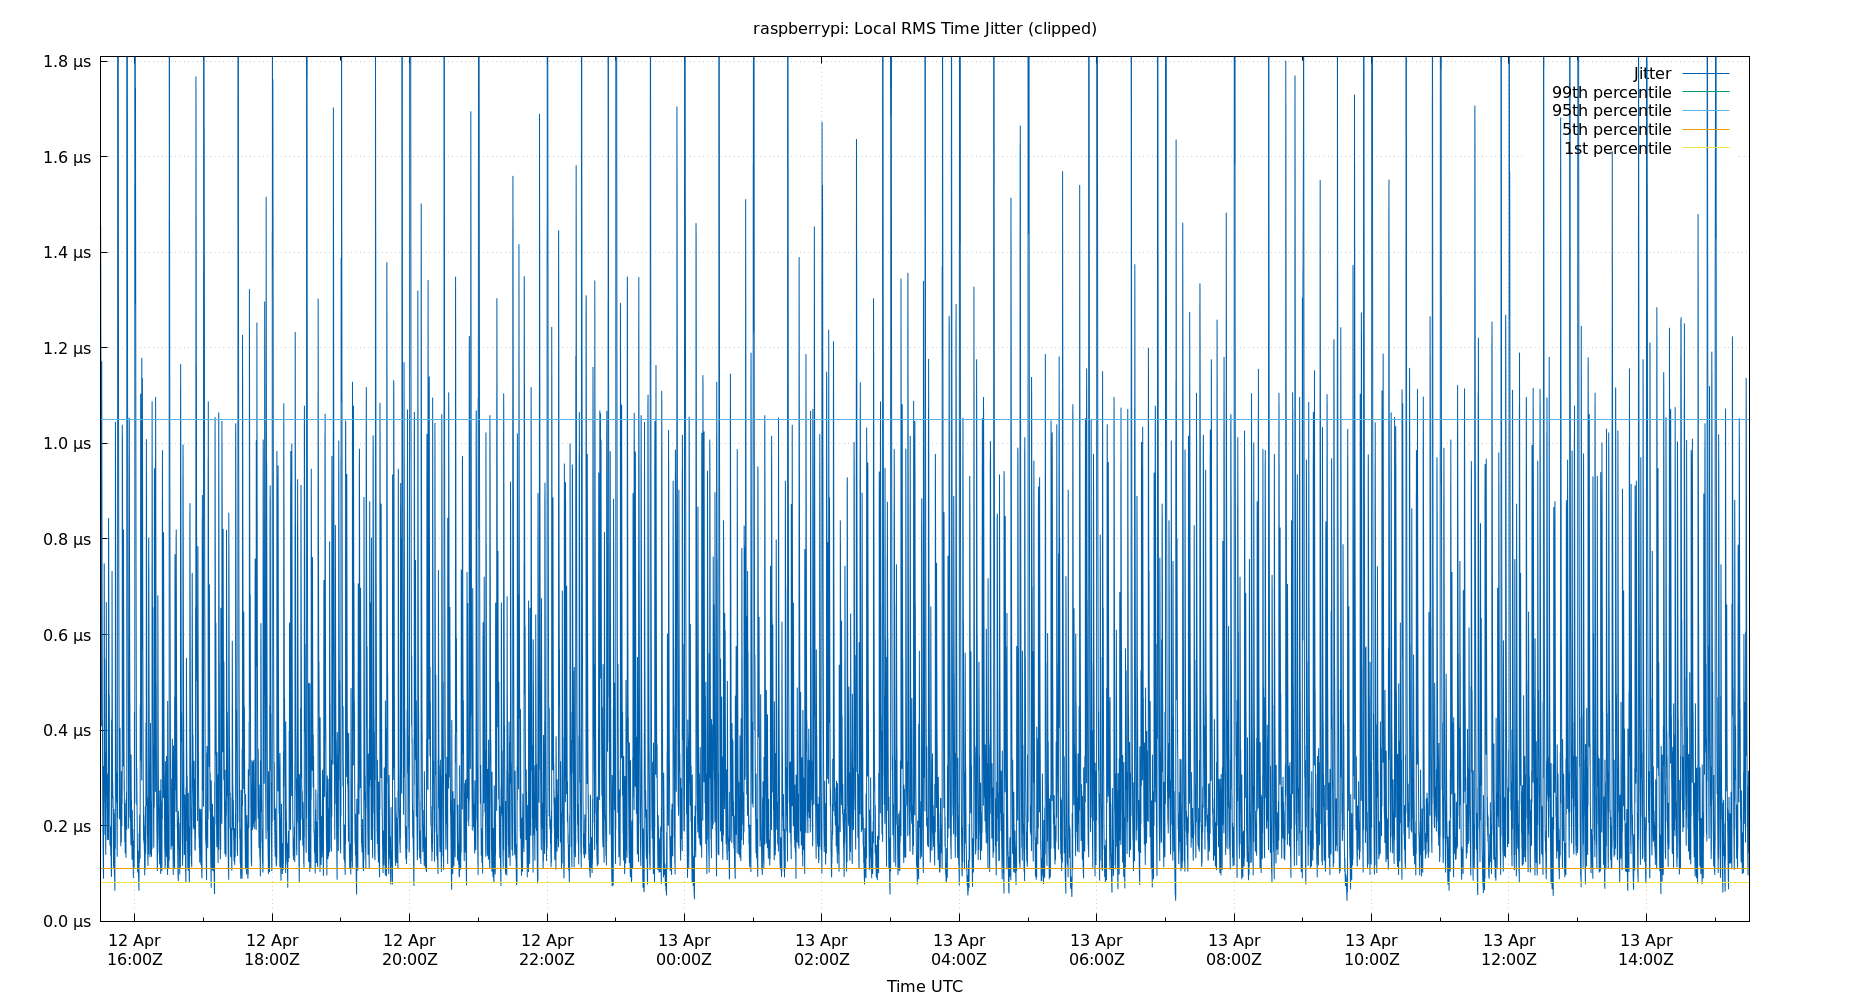 raspberrypi: Local RMS Time Jitter (clipped)
1.8 μs
1.6 μs
1.4 μs
1.2 μs
1.0 μs
0.8 μs
0.6 μs
0.4 μs
0.2 μs
0.0 μs
Jitter
99th percentile
95th percentile
5th percentile
1st percentile
12 Apr 12 Apr 12 Apr 12 Apr 13 Apr 13 Apr 13 Apr 13 Apr 13 Apr 13 Apr 13 Apr 13 Apr
16:00Z 18:00Z 20:00Z 22:00Z 00:00Z 02:00Z 04:00Z 06:00Z 08:00Z 10:00Z 12:00Z 14:00Z
Time UTC